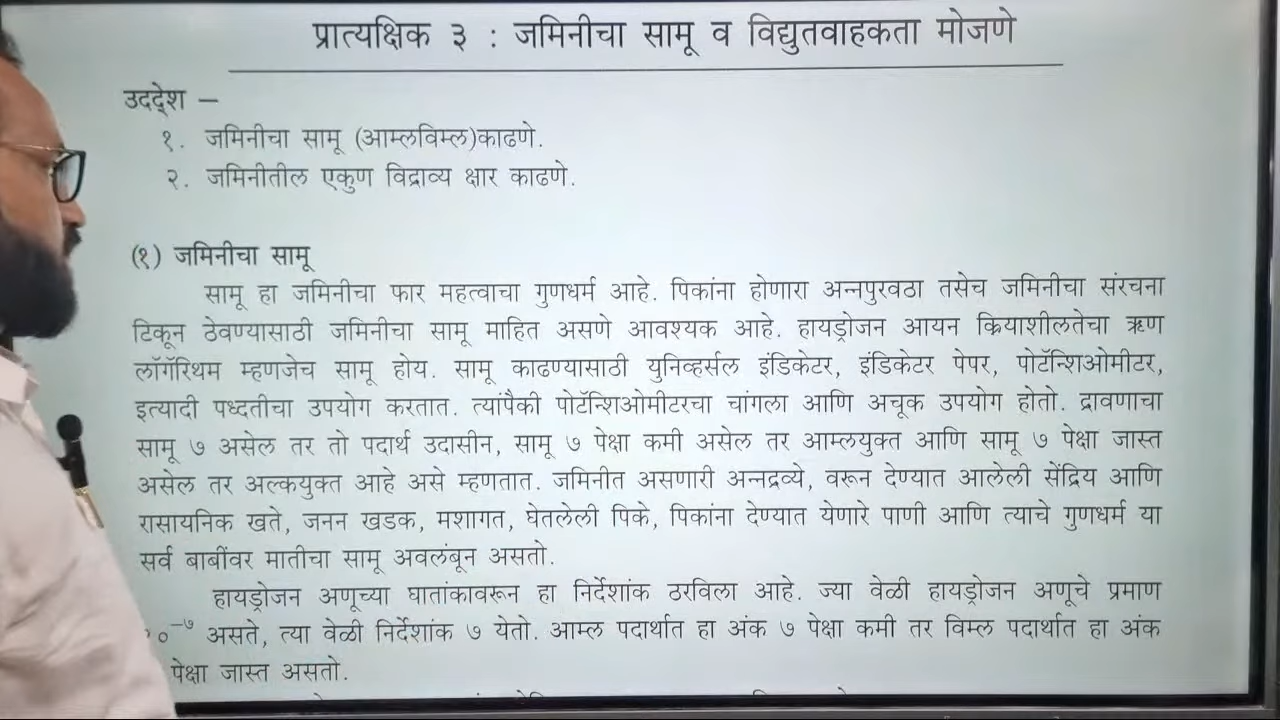 प्रात्यक्षिक ३ : जमिनीचा सामू व विद्युतवाहकता मोजणे
उददे्श –
१. जमिनीचा सामू (आम्लविम्ल)काढणे.
२. जमिनीतील एकुण विद्राव्य क्षार काढणे.
(१) जमिनीचा सामू
सामू हा जमिनीचा फार महत्वाचा गुणधर्म आहे. पिकांना होणारा अन्नपुरवठा तसेच जमिनीचा संरचना
टिकून ठेवण्यासाठी जमिनीचा सामू माहित असणे आवश्यक आहे. हायड्रोजन आयन क्रियाशीलतेचा ऋण
लॉगॅरिथम म्हणजेच सामू होय. सामू काढण्यासाठी युनिव्हर्सल इंडिकेटर, इंडिकेटर पेपर, पोटॅन्शिओमीटर,
इत्यादी पध्दतीचा उपयोग करतात. त्यांपैकी पोटॅन्शिओमीटरचा चांगला आणि अचूक उपयोग होतो. द्रावणाचा
सामू ७ असेल तर तो पदार्थ उदासीन, सामू ७ पेक्षा कमी असेल तर आम्लयुक्त आणि सामू ७ पेक्षा जास्त
असेल तर अल्कयुक्त आहे असे म्हणतात. जमिनीत असणारी अन्नद्रव्ये, वरून देण्यात आलेली सेंद्रिय आणि
रासायनिक खते, जनन खडक, मशागत, घेतलेली पिके, पिकांना देण्यात येणारे पाणी आणि त्याचे गुणधर्म या
सर्व बाबींवर मातीचा सामू अवलंबून असतो.
हायड्रोजन अणूच्या घातांकावरून हा निर्देशांक ठरविला आहे. ज्या वेळी हायड्रोजन अणूचे प्रमाण
०⁻⁷ असते, त्या वेळी निर्देशांक ७ येतो. आम्ल पदार्थात हा अंक ७ पेक्षा कमी तर विम्ल पदार्थात हा अंक
पेक्षा जास्त असतो.